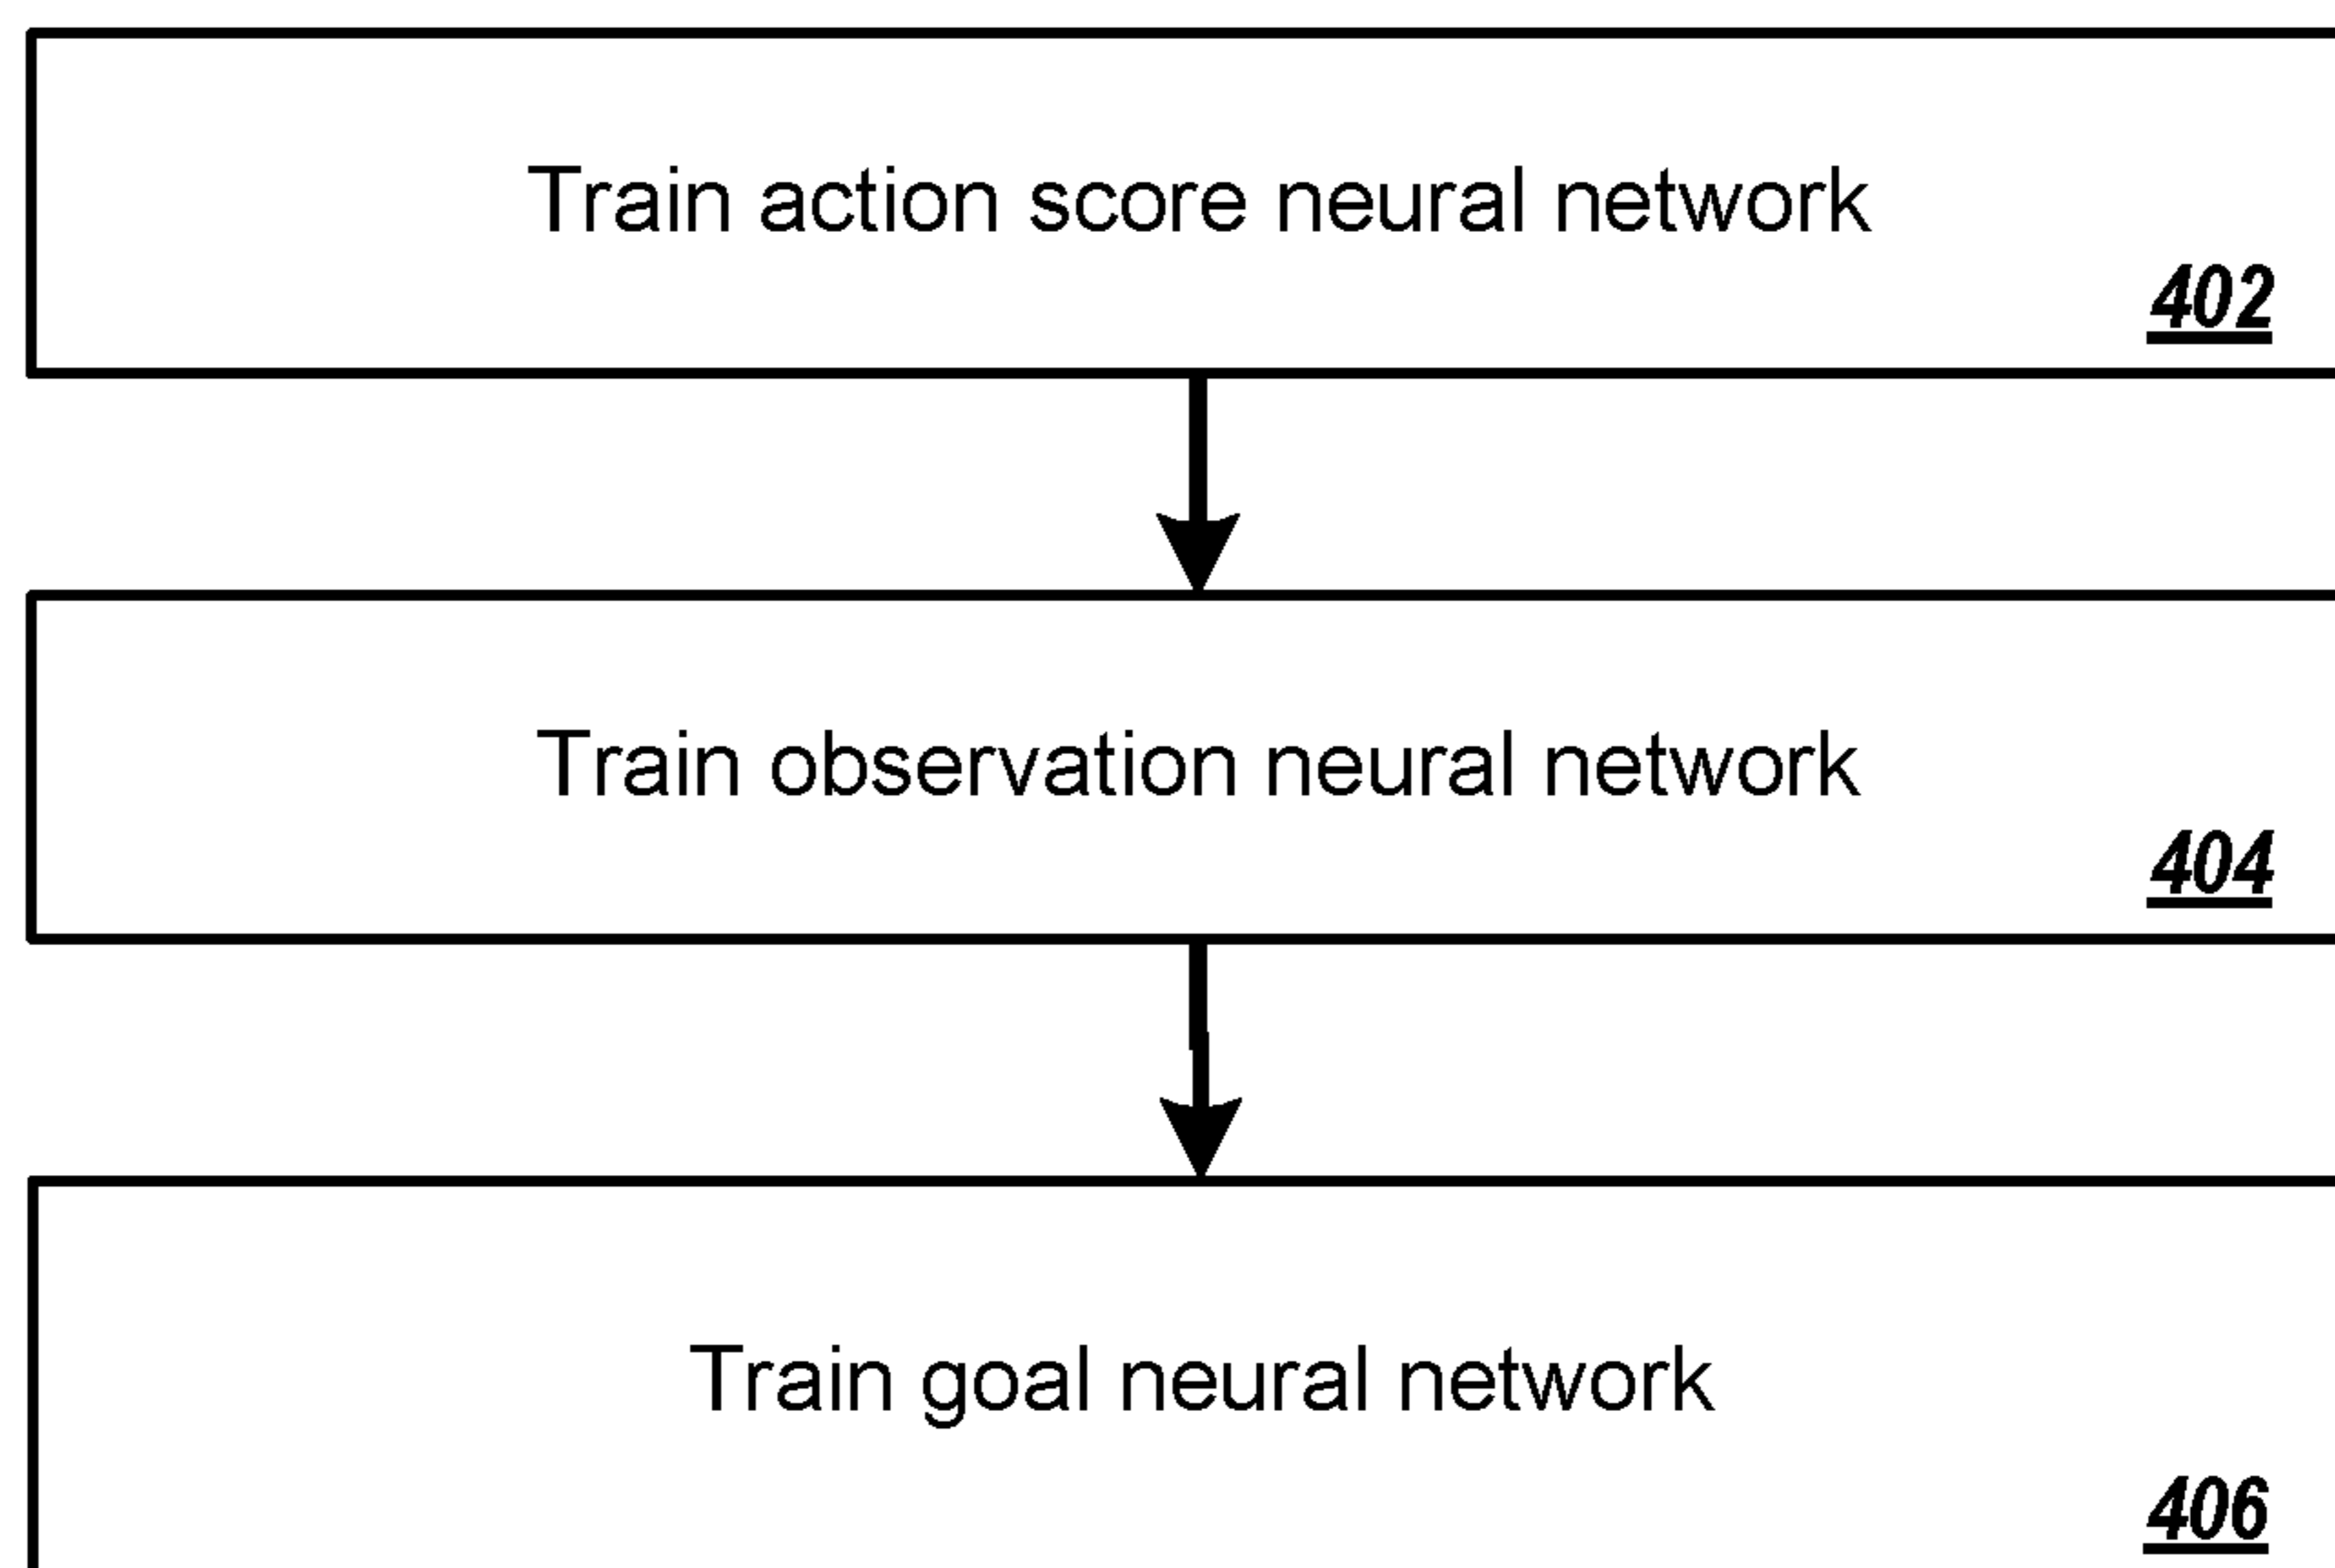 Train action score neural network
402
Train observation neural network
404
Train goal neural network
406